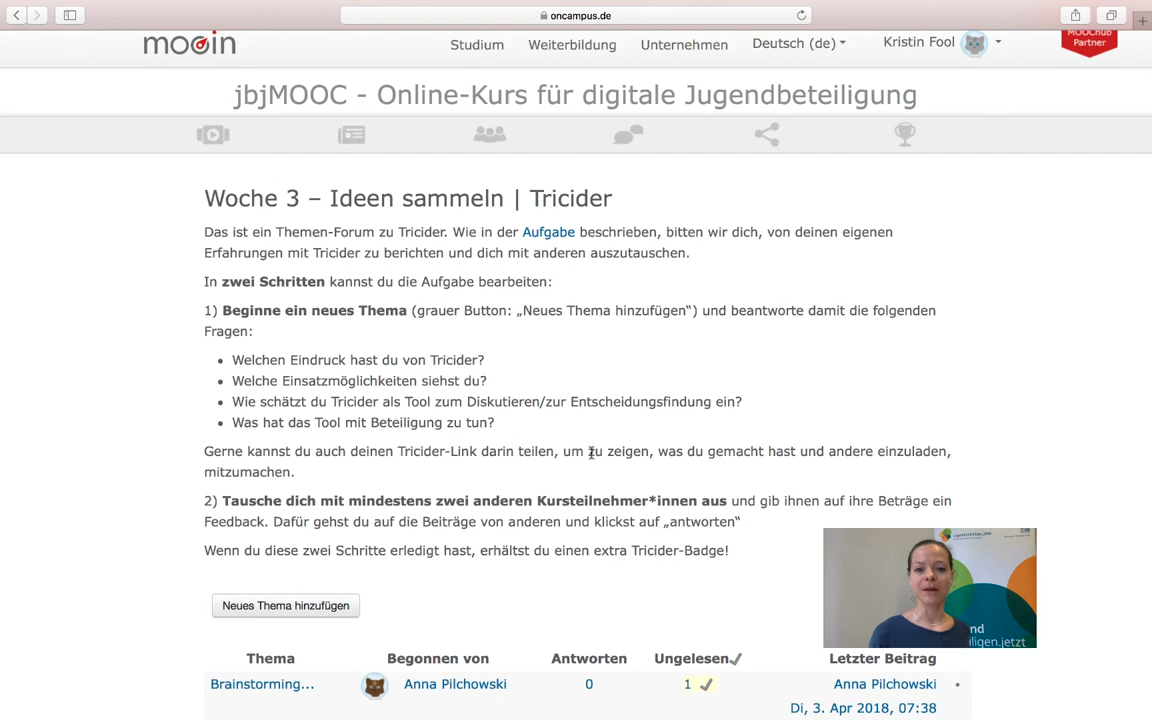 oncampus.de
mooin
Studium
Weiterbildung
Unternehmen
Deutsch (de)
Kristin Fool
MOOChub
Partner
jbjMOOC - Online-Kurs für digitale Jugendbeteiligung
Woche 3 – Ideen sammeln | Tricider
Das ist ein Themen-Forum zu Tricider. Wie in der Aufgabe beschrieben, bitten wir dich, von deinen eigenen
Erfahrungen mit Tricider zu berichten und dich mit anderen auszutauschen.
In zwei Schritten kannst du die Aufgabe bearbeiten:
1) Beginne ein neues Thema (grauer Button: „Neues Thema hinzufügen“) und beantworte damit die folgenden
Fragen:
• Welchen Eindruck hast du von Tricider?
• Welche Einsatzmöglichkeiten siehst du?
• Wie schätzt du Tricider als Tool zum Diskutieren/zur Entscheidungsfindung ein?
• Was hat das Tool mit Beteiligung zu tun?
Gerne kannst du auch deinen Tricider-Link darin teilen, um zu zeigen, was du gemacht hast und andere einzuladen,
mitzumachen.
2) Tausche dich mit mindestens zwei anderen Kursteilnehmer*innen aus und gib ihnen auf ihre Beträge ein
Feedback. Dafür gehst du auf die Beiträge von anderen und klickst auf „antworten“
Wenn du diese zwei Schritte erledigt hast, erhältst du einen extra Tricider-Badge!
nd
iligen.jetzt
Neues Thema hinzufügen
Thema Begonnen von Antworten Ungelesen Letzter Beitrag
Brainstorming... Anna Pilchowski 0 1 Anna Pilchowski
Di, 3. Apr 2018, 07:38